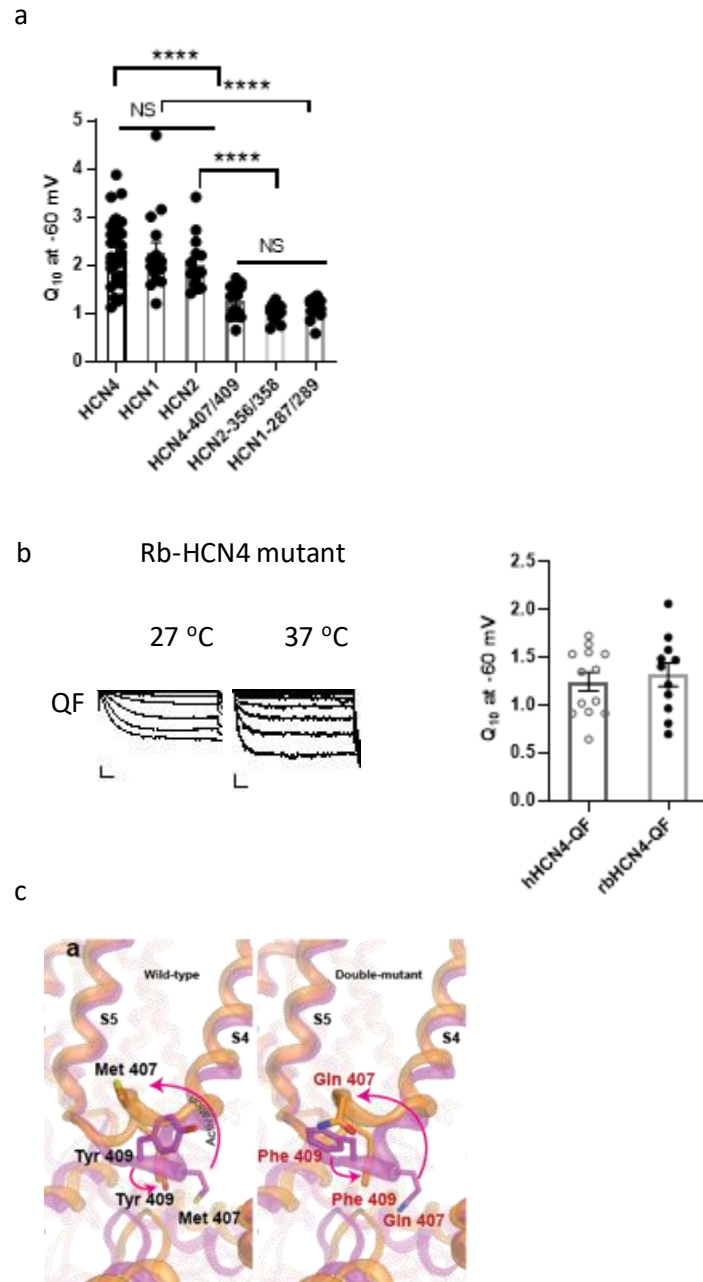 a
****
NS
****
****
NS
Q10 at -60 mV
5
4
3
2
1
0
HCN4
HCN1
HCN2
HCN4-407/409
HCN2-356/358
HCN1-287/289
b
Rb-HCN4 mutant
27 °C
37 °C
QF
Q10 at -60 mV
2.5
2.0
1.5
1.0
0.5
0.0
hHCN4-QF
rbHCN4-QF
c
a
Wild-type
S5
S4
Met 407
Activation
Tyr 409
Tyr 409
Met 407
Double-mutant
S5
S4
Gln 407
Phe 409
Phe 409
Gln 407